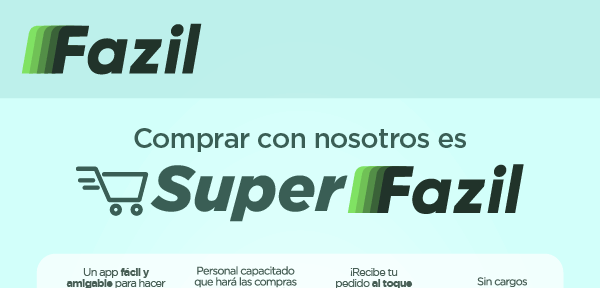 Fazil
Comprar con nosotros es
Super Fazil
Un app fácil y
amigable para hacer
Personal capacitado
que hará las compras
¡Recibe tu
pedido al toque
Sin cargos